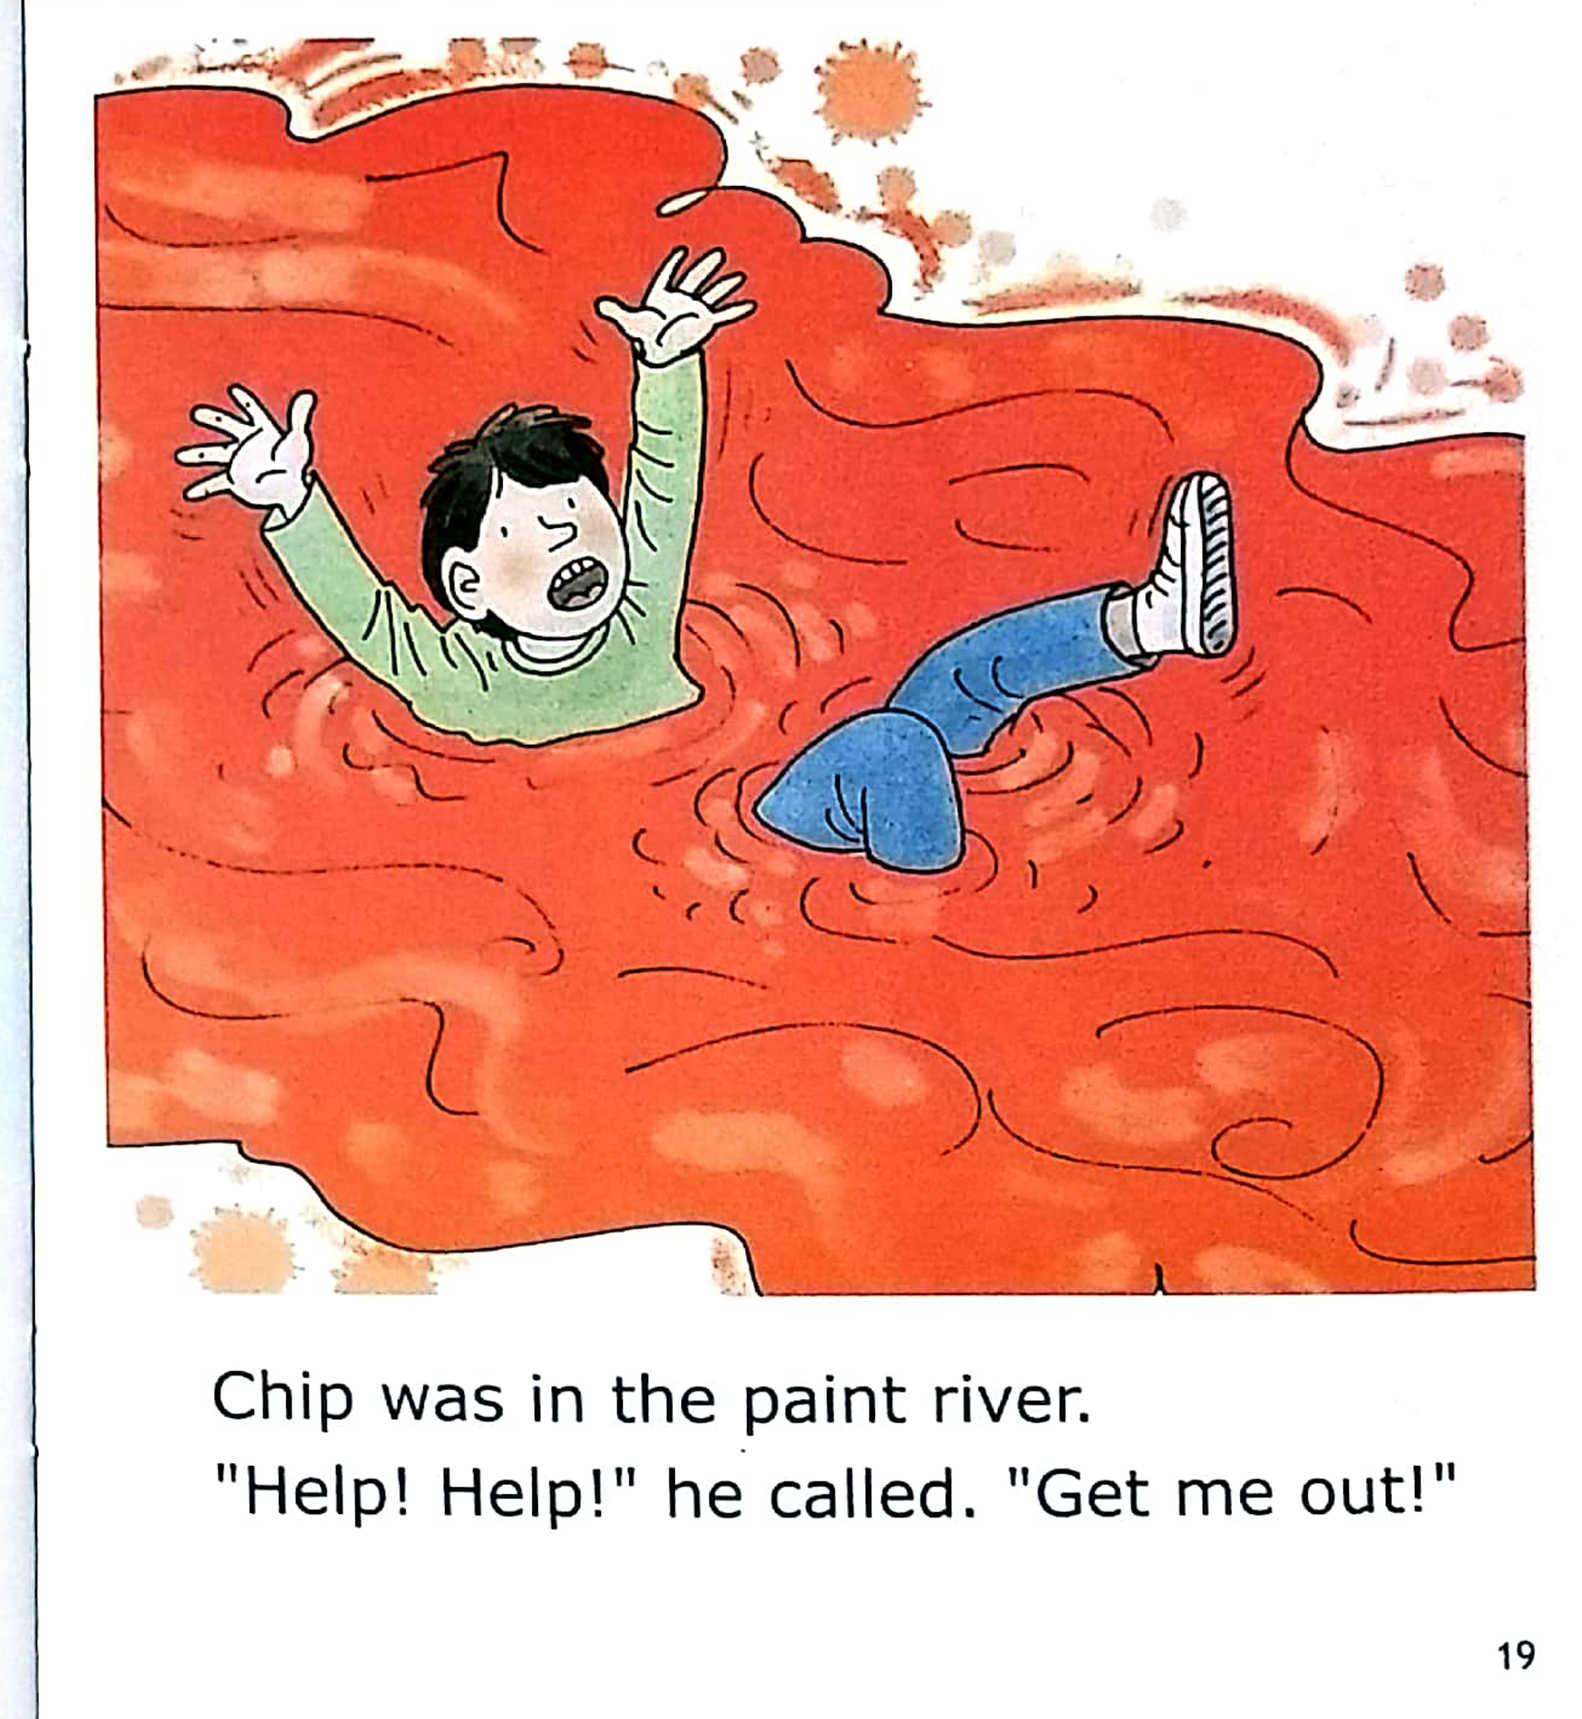 Chip was in the paint river.
"Help! Help!" he called. "Get me out!"
19